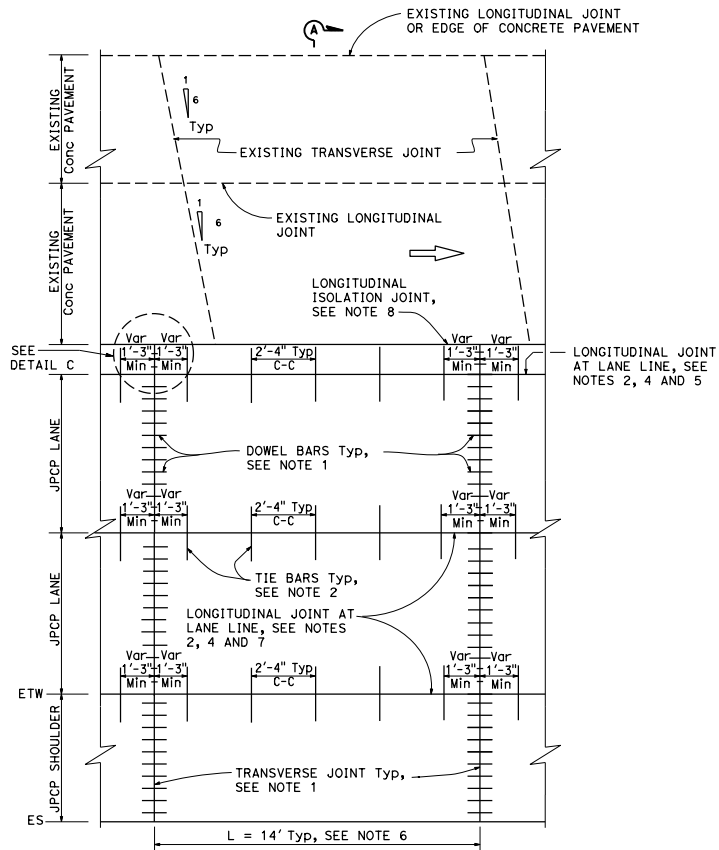 A
EXISTING LONGITUDINAL JOINT
OR EDGE OF CONCRETE PAVEMENT
EXISTING
Conc PAVEMENT
1
6
Typ
EXISTING TRANSVERSE JOINT
EXISTING
Conc PAVEMENT
1
6
Typ
EXISTING LONGITUDINAL
JOINT
LONGITUDINAL
ISOLATION JOINT,
SEE NOTE 8
SEE
DETAIL C
Var Var
1'-3" 1'-3"
Min Min
2'-4" Typ
C-C
Var Var
1'-3" 1'-3"
Min Min
LONGITUDINAL JOINT
AT LANE LINE, SEE
NOTES 2, 4 AND 5
JPCP LANE
DOWEL BARS Typ,
SEE NOTE 1
Var Var
1'-3" 1'-3"
Min Min
2'-4" Typ
C-C
Var Var
1'-3" 1'-3"
Min Min
JPCP LANE
TIE BARS Typ,
SEE NOTE 2
LONGITUDINAL JOINT AT
LANE LINE, SEE NOTES
2, 4 AND 7
Var Var
1'-3" 1'-3"
Min Min
2'-4" Typ
C-C
Var Var
1'-3" 1'-3"
Min Min
ETW
JPCP SHOULDER
TRANSVERSE JOINT Typ,
SEE NOTE 1
ES
L = 14' Typ, SEE NOTE 6